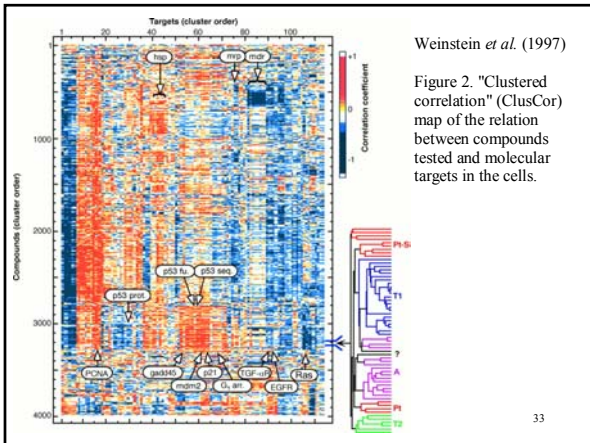 Targets (cluster order)
1 20 40 60 80 100
hsp
mrp
mdr
+1
0
-1
Correlation coefficient
Compounds (cluster order)
1
1000
2000
3000
4000
p53 fu.
p53 seq.
p53 prot.
PCNA
gadd45
mdm2
p21
G₁ arr.
TGF-αR
EGFR
Ras
T1
?
A
Pt
T2
Weinstein et al. (1997)
Figure 2. "Clustered
correlation" (ClusCor)
map of the relation
between compounds
tested and molecular
targets in the cells.
33